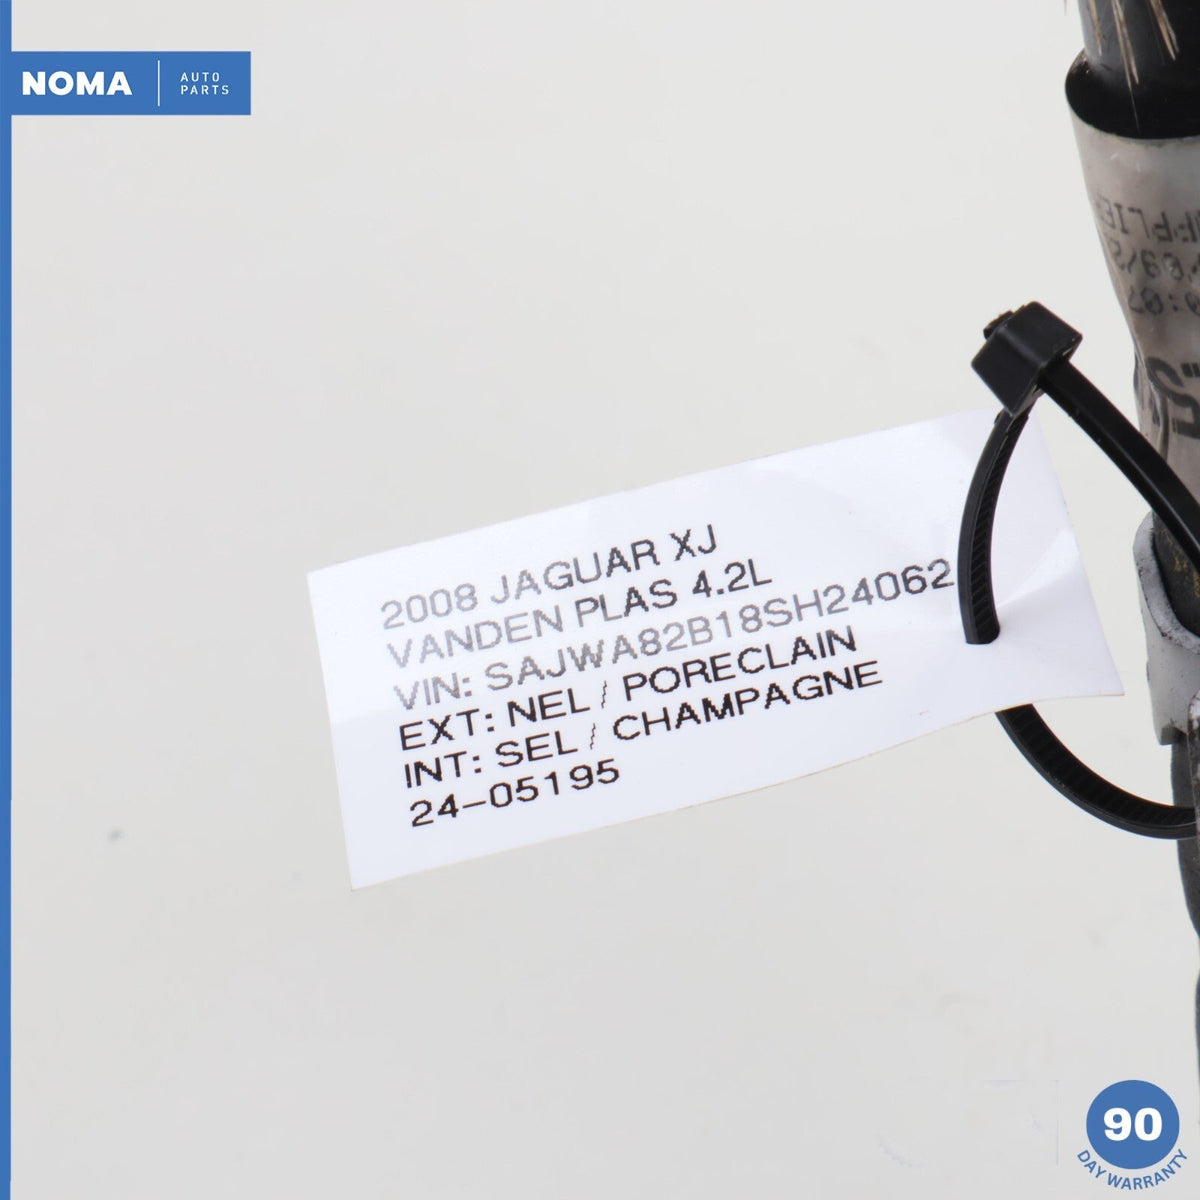 NOMA
AUTO
PARTS
2008 JAGUAR XJ
VANDEN PLAS 4.2L
VIN: SAJWA82B18SH24062
EXT: NEL / PORECLAIN
INT: SEL / CHAMPAGNE
24-05195
90
DAY WARRANTY